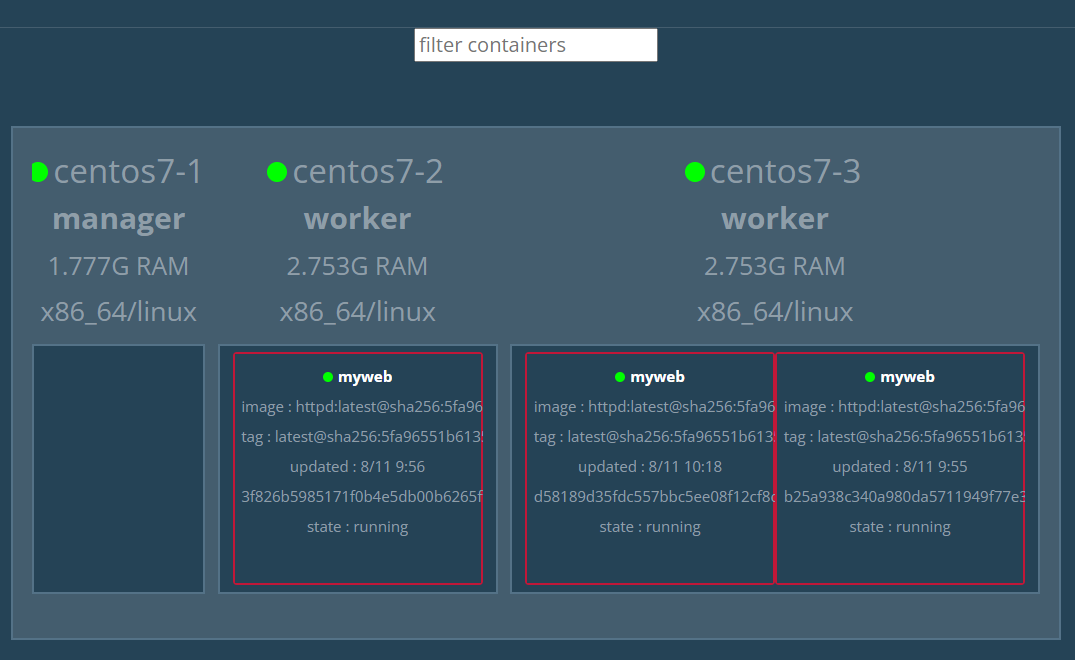 filter containers
centos7-1
manager
1.777G RAM
x86_64/linux
centos7-2
worker
2.753G RAM
x86_64/linux
myweb
image : httpd:latest@sha256:5fa96
tag : latest@sha256:5fa96551b613
updated : 8/11 9:56
3f826b5985171f0b4e5db00b6265f
state : running
centos7-3
worker
2.753G RAM
x86_64/linux
myweb
image : httpd:latest@sha256:5fa96
tag : latest@sha256:5fa96551b613
updated : 8/11 10:18
d58189d35fdc557bbc5ee08f12cf8c
state : running
myweb
image : httpd:latest@sha256:5fa96
tag : latest@sha256:5fa96551b613
updated : 8/11 9:55
b25a938c340a980da5711949f77e3
state : running